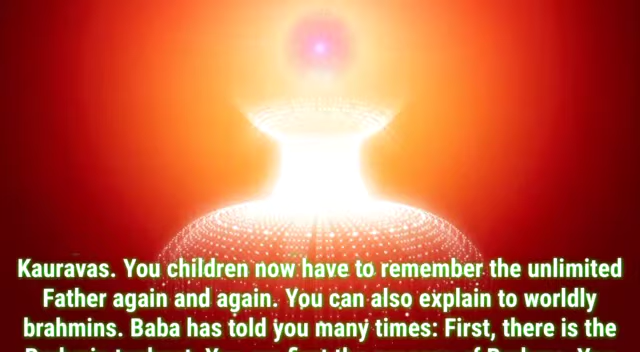 Kauravas. You children now have to remember the unlimited
Father again and again. You can also explain to worldly
brahmins. Baba has told you many times: First, there is the